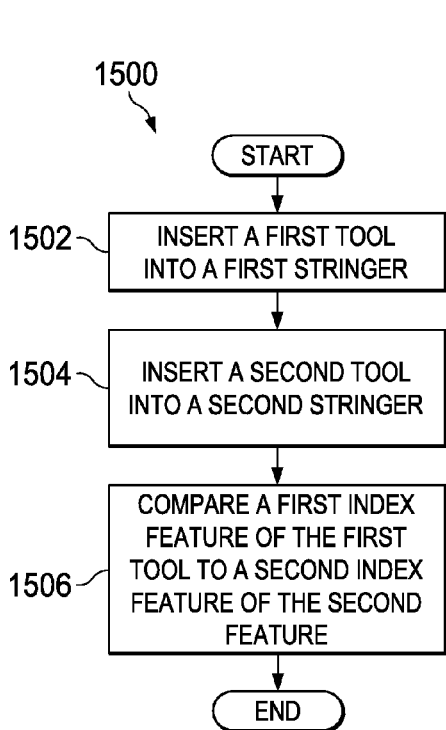 1500
START
1502
INSERT A FIRST TOOL
INTO A FIRST STRINGER
1504
INSERT A SECOND TOOL
INTO A SECOND STRINGER
1506
COMPARE A FIRST INDEX
FEATURE OF THE FIRST
TOOL TO A SECOND INDEX
FEATURE OF THE SECOND
FEATURE
END